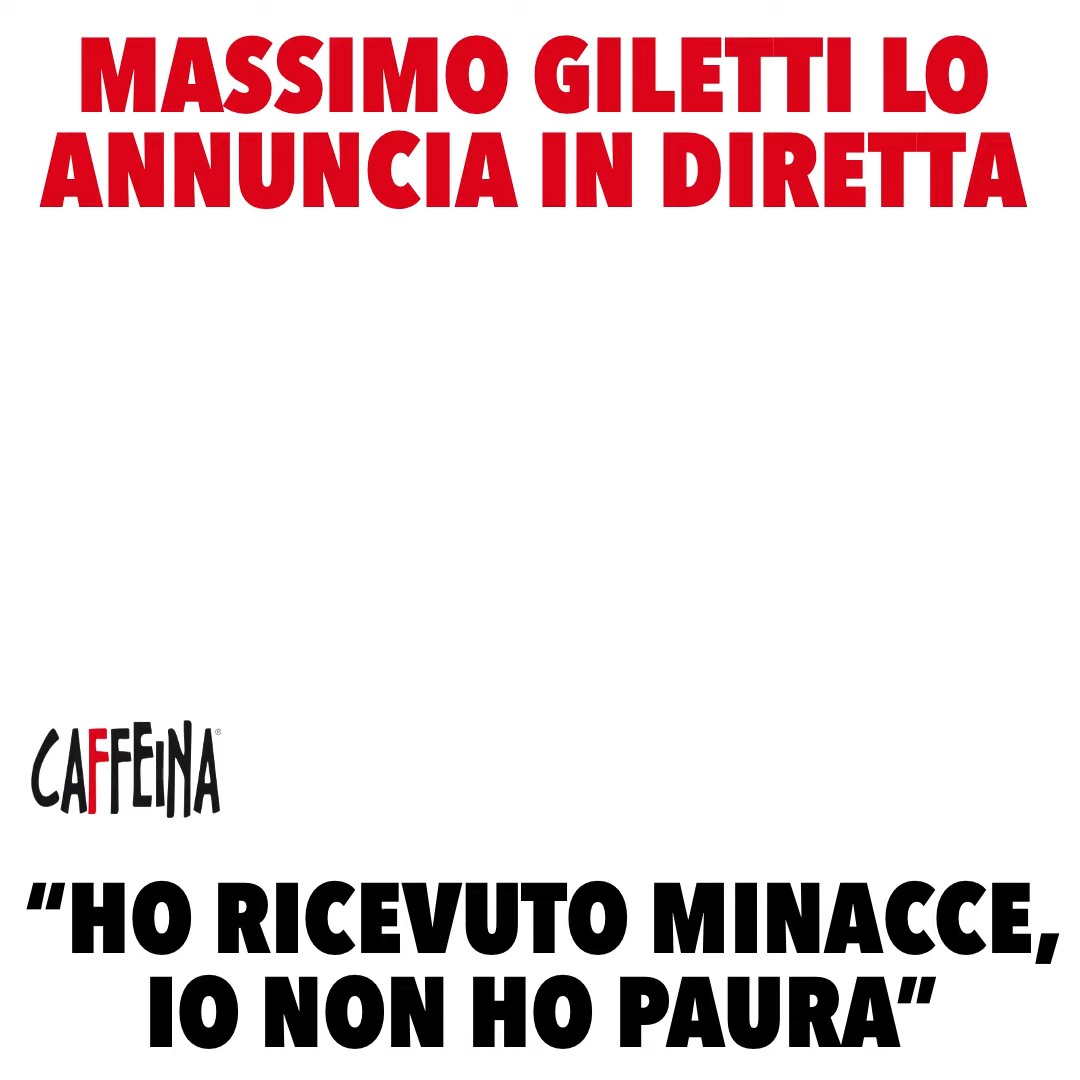 MASSIMO GILETTI LO
ANNUNCIA IN DIRETTA
CAFFEINA®
“HO RICEVUTO MINACCE,
IO NON HO PAURA”